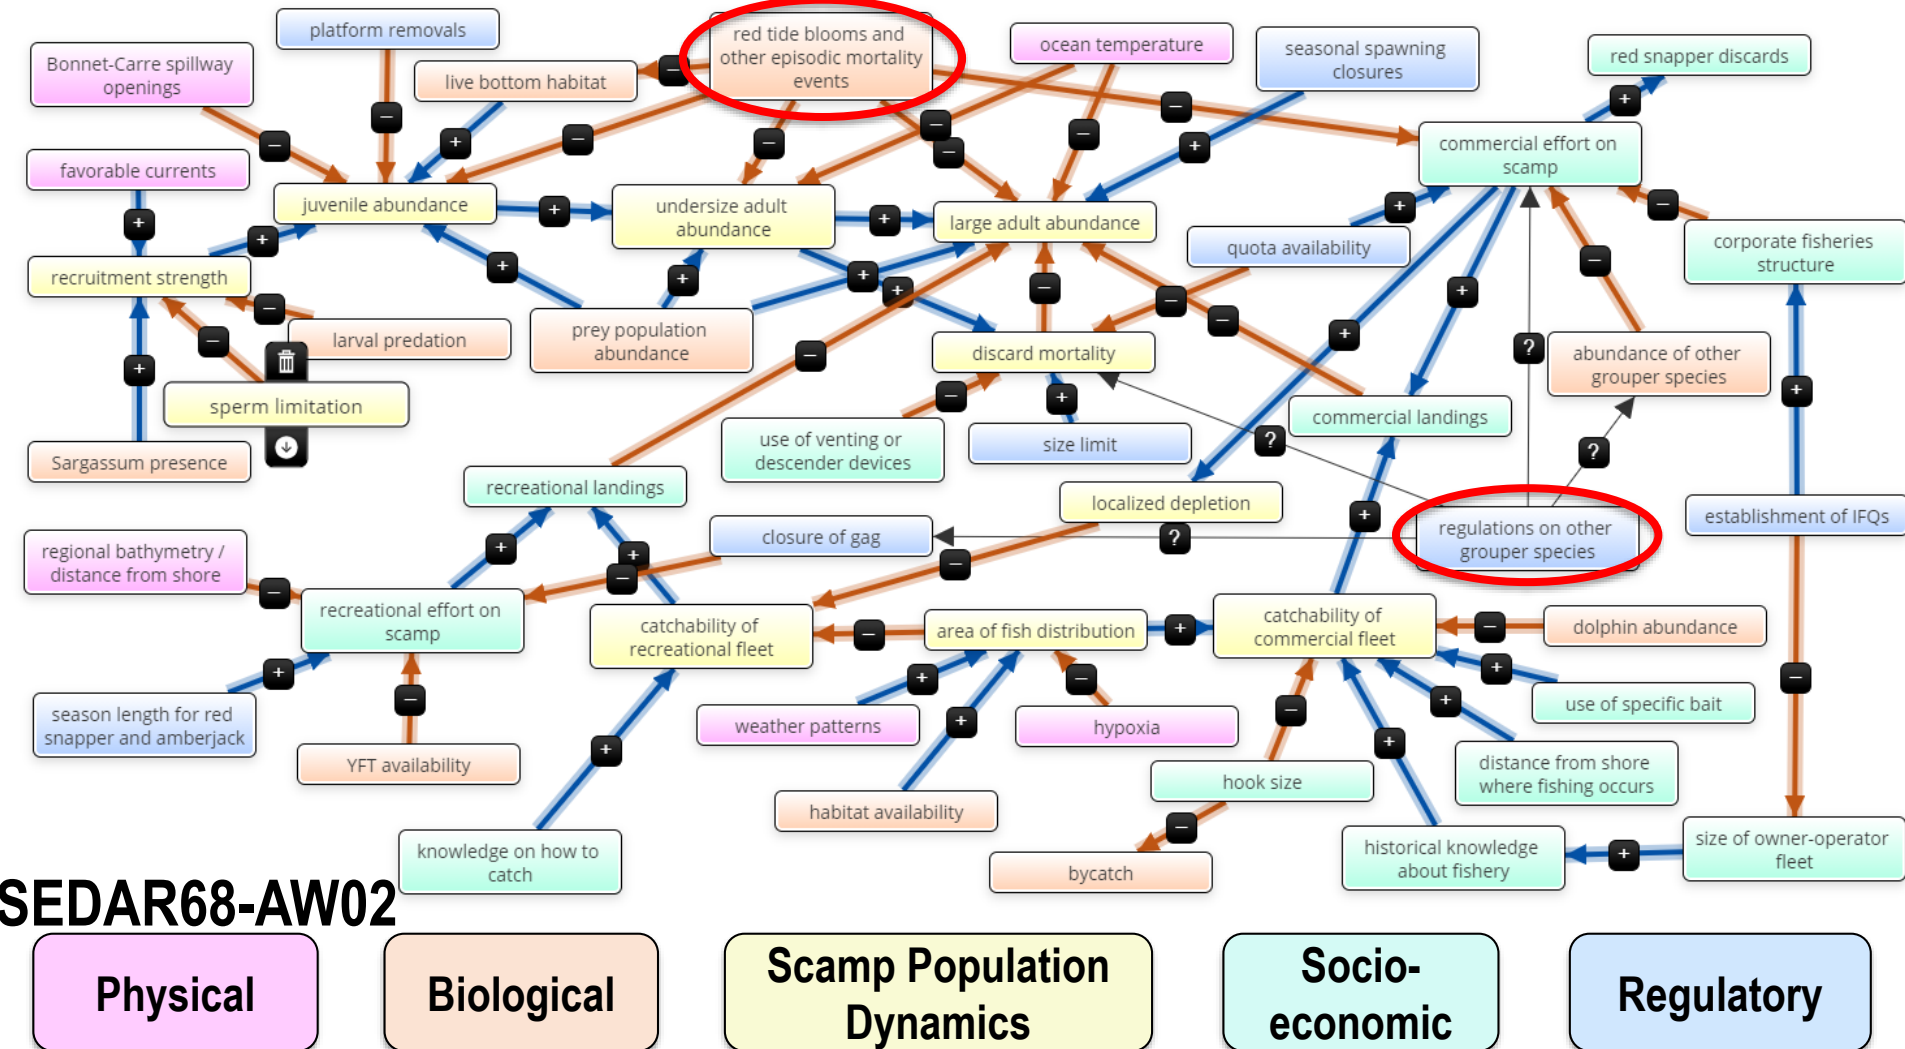 platform removals
red tide blooms and
other episodic mortality
events
ocean temperature
seasonal spawning
closures
red snapper discards
Bonnet-Carre spillway
openings
live bottom habitat
commercial effort on
scamp
favorable currents
juvenile abundance
undersize adult
abundance
large adult abundance
quota availability
corporate fisheries
structure
recruitment strength
larval predation
prey population
abundance
discard mortality
abundance of other
grouper species
sperm limitation
commercial landings
use of venting or
descender devices
size limit
Sargassum presence
recreational landings
localized depletion
closure of gag
regulations on other
grouper species
establishment of IFQs
regional bathymetry /
distance from shore
recreational effort on
scamp
catchability of
recreational fleet
area of fish distribution
catchability of
commercial fleet
dolphin abundance
season length for red
snapper and amberjack
YFT availability
weather patterns
hypoxia
use of specific bait
hook size
distance from shore
where fishing occurs
habitat availability
knowledge on how to
catch
bycatch
historical knowledge
about fishery
size of owner-operator
fleet
SEDAR68-AW02
Physical
Biological
Scamp Population
Dynamics
Socio-
economic
Regulatory